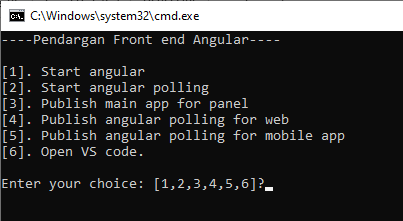 C:\Windows\system32\cmd.exe
----Pendargan Front end Angular----
[1]. Start angular
[2]. Start angular polling
[3]. Publish main app for panel
[4]. Publish angular polling for web
[5]. Publish angular polling for mobile app
[6]. Open VS code.
Enter your choice: [1,2,3,4,5,6]?